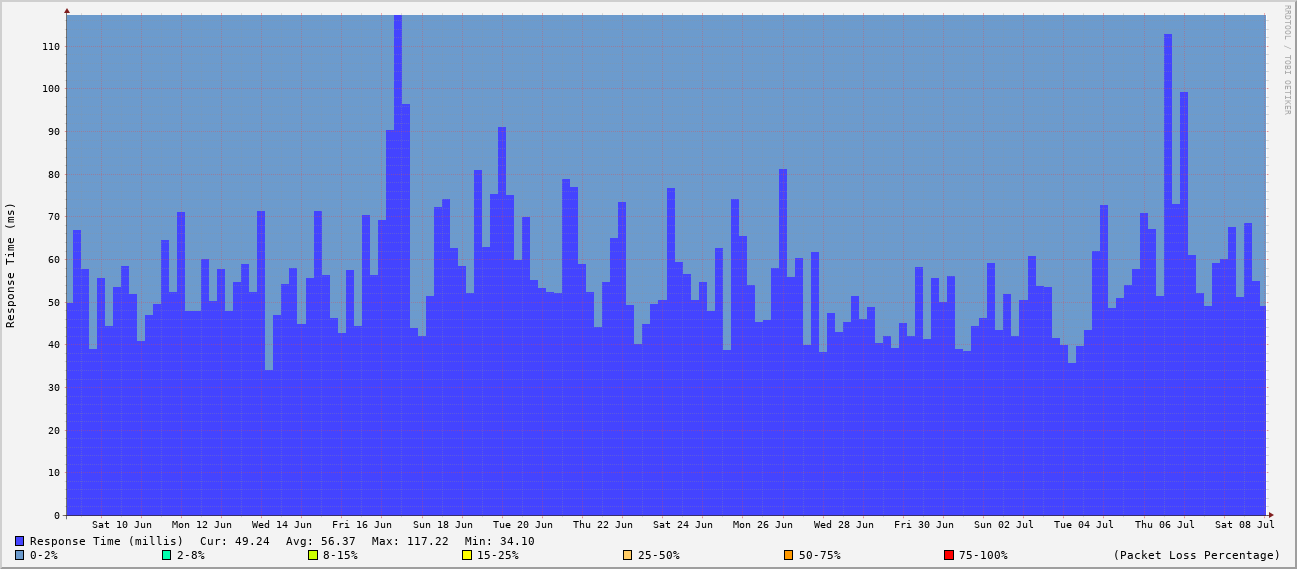 RRDTOOL / TOBI OETIKER
Response Time (ms)
110
100
90
80
70
60
50
40
30
20
10
0
Sat 10 Jun Mon 12 Jun Wed 14 Jun Fri 16 Jun Sun 18 Jun Tue 20 Jun Thu 22 Jun Sat 24 Jun Mon 26 Jun Wed 28 Jun Fri 30 Jun Sun 02 Jul Tue 04 Jul Thu 06 Jul Sat 08 Jul
Response Time (millis) Cur: 49.24 Avg: 56.37 Max: 117.22 Min: 34.10
0-2% 2-8% 8-15% 15-25% 25-50% 50-75% 75-100% (Packet Loss Percentage)